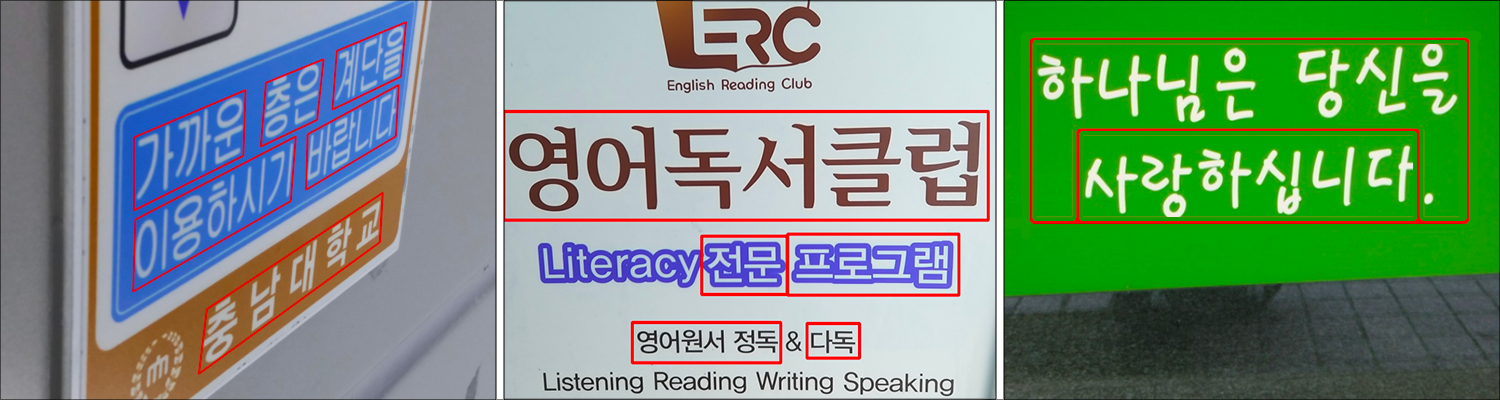 가까운 층은 계단을
이용하시기 바랍니다
충남대학교
ERC
English Reading Club
영어독서클럽
Literacy 전문 프로그램
영어원서 정독 & 다독
Listening Reading Writing Speaking
하나님은 당신을
사랑하십니다.